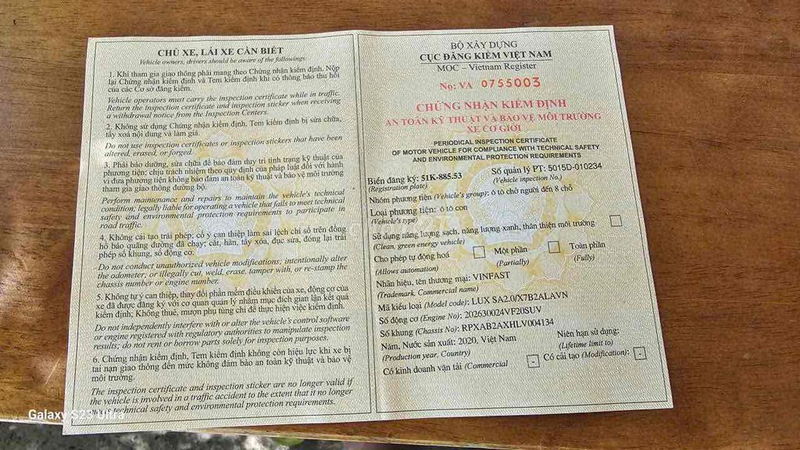 CHỦ XE, LÁI XE CẦN BIẾT
Vehicle owners, drivers should be aware of the followings:
1. Khi tham gia giao thông phải mang theo Chứng nhận kiểm định. Nộp
lại Chứng nhận kiểm định và Tem kiểm định khi có thông báo thu hồi
của các Cơ sở đăng kiểm.
Vehicle operators must carry the inspection certificate while in traffic.
Return the inspection certificate and inspection sticker when receiving
a withdrawal notice from the Inspection Centers.
2. Không sử dụng Chứng nhận kiểm định, Tem kiểm định bị sửa chữa,
tẩy xoá nội dung và làm giả.
Do not use inspection certificates or inspection stickers that have been
altered, erased, or forged.
3. Phải bảo dưỡng, sửa chữa để bảo đảm duy trì tình trạng kỹ thuật của
phương tiện; chịu trách nhiệm theo quy định của pháp luật đối với hành
vi đưa phương tiện không bảo đảm an toàn kỹ thuật và bảo vệ môi trường
tham gia giao thông đường bộ.
Perform maintenance and repairs to maintain the vehicle's technical
condition; legally liable for operating a vehicle that fails to meet technical
safety and environmental protection requirements to participate in
road traffic.
4. Không cải tạo trái phép; cố ý can thiệp làm sai lệch chỉ số trên đồng
hồ báo quãng đường đã chạy; cắt, hàn, tẩy xóa, đục sửa, đóng lại trái
phép số khung, số động cơ.
Do not conduct unauthorized vehicle modifications; intentionally alter
the odometer, or illegally cut, weld, erase, tamper with, or re-stamp the
chassis number or engine number.
5. Không tự ý can thiệp, thay đổi phần mềm điều khiển của xe, động cơ của
xe đã được đăng ký với cơ quan quản lý nhằm mục đích gian lận kết quả
kiểm định, Không thuê, mượn phụ tùng chỉ để thực hiện việc kiểm định.
Do not independently interfere with or alter the vehicle's control software
or engine registered with regulatory authorities to manipulate inspection
results; do not rent or borrow parts solely for inspection purposes.
6. Chứng nhận kiểm định, Tem kiểm định không còn hiệu lực khi xe bị
tai nạn giao thông đến mức không đảm bảo an toàn kỹ thuật và bảo vệ
môi trường.
The inspection certificate and inspection sticker are no longer valid if
the vehicle is involved in a traffic accident to the extent that it no longer
technical safety and environmental protection requirements.
Galaxy S23 Ultra
BỘ XÂY DỰNG
CỤC ĐĂNG KIỂM VIỆT NAM
MOC – Vietnam Register
No: VA 0755003
CHỨNG NHẬN KIỂM ĐỊNH
AN TOÀN KỸ THUẬT VÀ BẢO VỆ MÔI TRƯỜNG
XE CƠ GIỚI
PERIODICAL INSPECTION CERTIFICATE
OF MOTOR VEHICLE FOR COMPLIANCE WITH TECHNICAL SAFETY
AND ENVIRONMENTAL PROTECTION REQUIREMENTS
Biển đăng ký: 51K-885.53 Số quản lý PT: 5015D-010234
(Registration plate) (Vehicle inpection No.)
Nhóm phương tiện (Vehicle's group): ô tô chở người đến 8 chỗ
Loại phương tiện: ô tô con
(Vehicle's type)
Sử dụng năng lượng sạch, năng lượng xanh, thân thiện môi trường
(Clean, green energy vehicle)
Cho phép tự động hoá Một phần Toàn phần
(Allows automation) (Partially) (Fully)
Nhãn hiệu, tên thương mại: VINFAST
(Trademark, Commercial name)
Mã kiểu loại (Model code): LUX SA2.0/X7B2ALAVN
Số động cơ (Engine No): 202630024VF20SUV
Số khung (Chassis No): RPXAB2AXHLV004134
Năm, Nước sản xuất: 2020, Việt Nam Niên hạn sử dụng:
(Production year, Country) (Lifetime limit to)
Có kinh doanh vận tải (Commercial Có cải tạo (Modification):